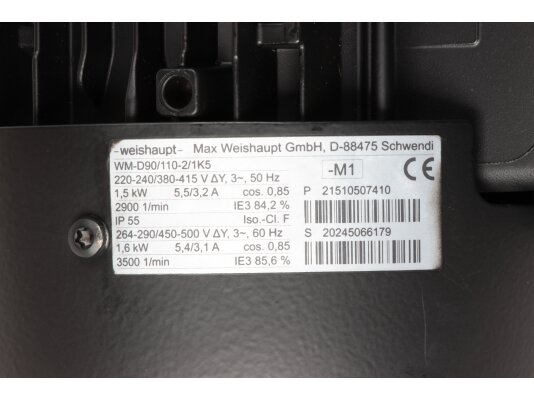 -weishaupt- Max Weishaupt GmbH, D-88475 Schwendi
WM-D90/110-2/1K5
220-240/380-415 V ΔY, 3~, 50 Hz
1,5 kW 5,5/3,2 A cos. 0,85
2900 1/min IE3 84,2 %
IP 55 Iso.-Cl. F
264-290/450-500 V ΔY, 3~, 60 Hz
1,6 kW 5,4/3,1 A cos. 0,85
3500 1/min IE3 85,6 %
-M1 CE
P 21510507410
S 20245066179